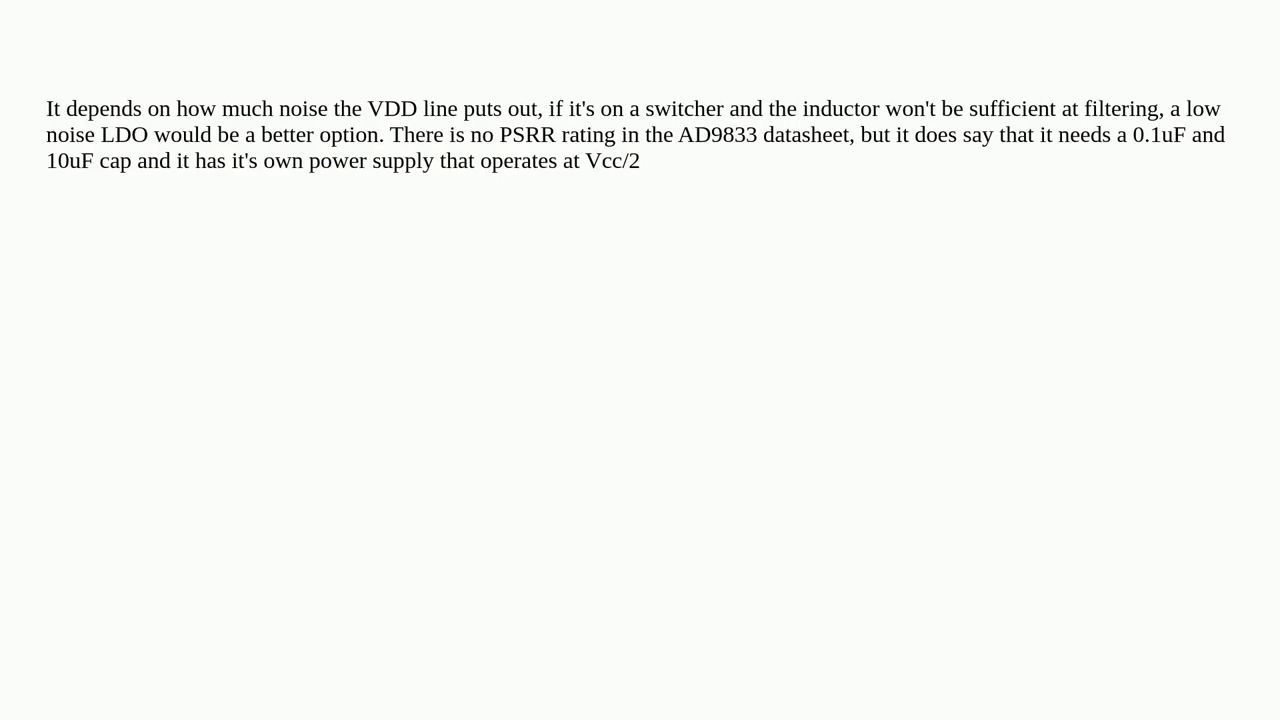 It depends on how much noise the VDD line puts out, if it's on a switcher and the inductor won't be sufficient at filtering, a low
noise LDO would be a better option. There is no PSRR rating in the AD9833 datasheet, but it does say that it needs a 0.1uF and
10uF cap and it has it's own power supply that operates at Vcc/2